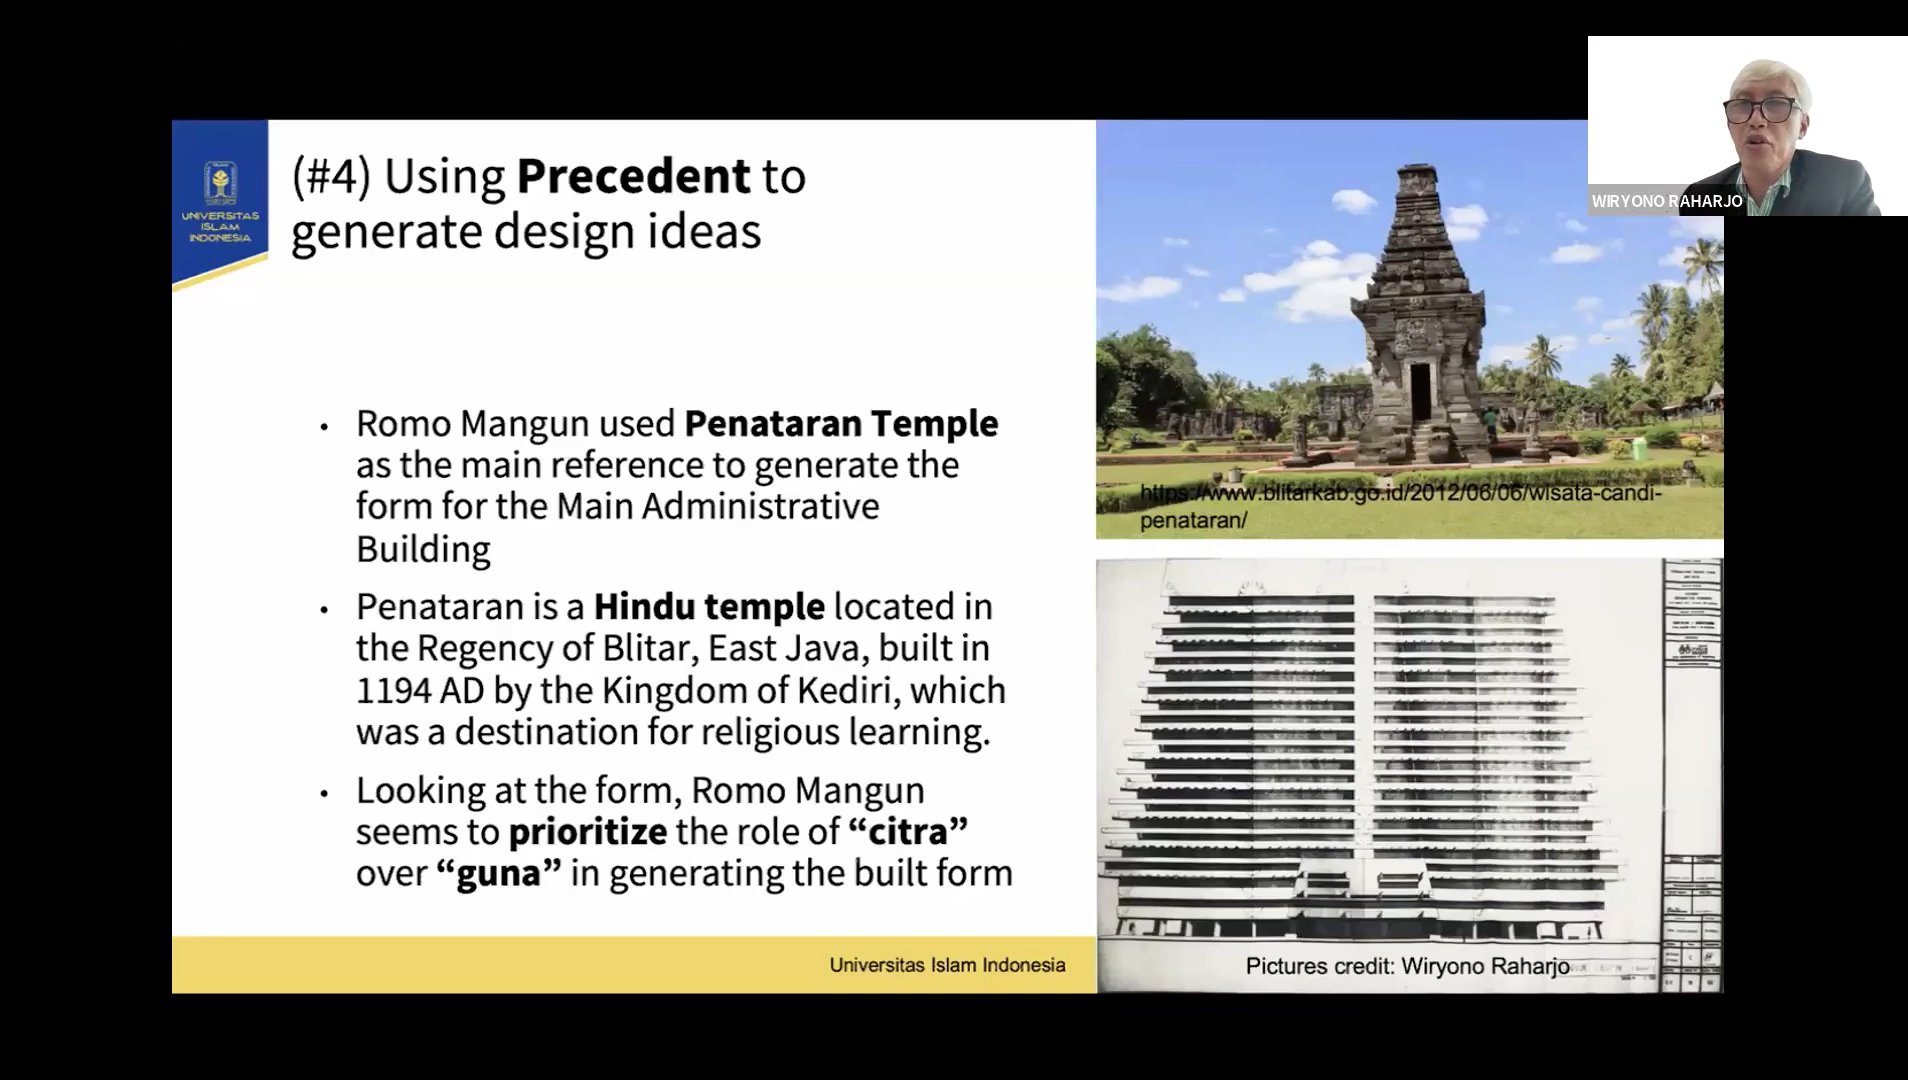 UNIVERSITAS
ISLAM
INDONESIA
(#4) Using Precedent to
generate design ideas
• Romo Mangun used Penataran Temple
as the main reference to generate the
form for the Main Administrative
Building
• Penataran is a Hindu temple located in
the Regency of Blitar, East Java, built in
1194 AD by the Kingdom of Kediri, which
was a destination for religious learning.
• Looking at the form, Romo Mangun
seems to prioritize the role of “citra”
over “guna” in generating the built form
Universitas Islam Indonesia
WIRYONO RAHARJO
https://www.blitarkab.go.id/2012/06/06/wisata-candi-
penataran/
Pictures credit: Wiryono Raharjo